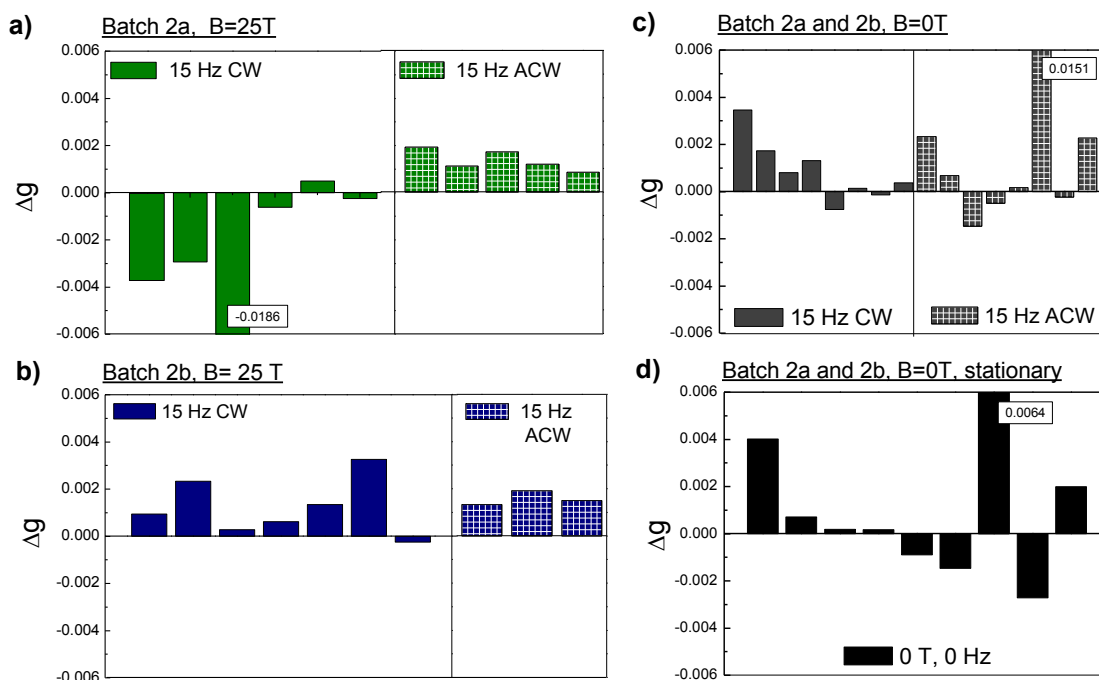 a)
Batch 2a, B=25T
0.006
0.004
0.002
0.000
-0.002
-0.004
-0.006
Δg
15 Hz CW
15 Hz ACW
-0.0186
b)
Batch 2b, B= 25 T
0.006
0.004
0.002
0.000
-0.002
-0.004
-0.006
Δg
15 Hz CW
15 Hz
ACW
c)
Batch 2a and 2b, B=0T
0.006
0.004
0.002
0.000
-0.002
-0.004
-0.006
Δg
0.0151
15 Hz CW
15 Hz ACW
d)
Batch 2a and 2b, B=0T, stationary
0.006
0.004
0.002
0.000
-0.002
-0.004
-0.006
Δg
0.0064
0 T, 0 Hz